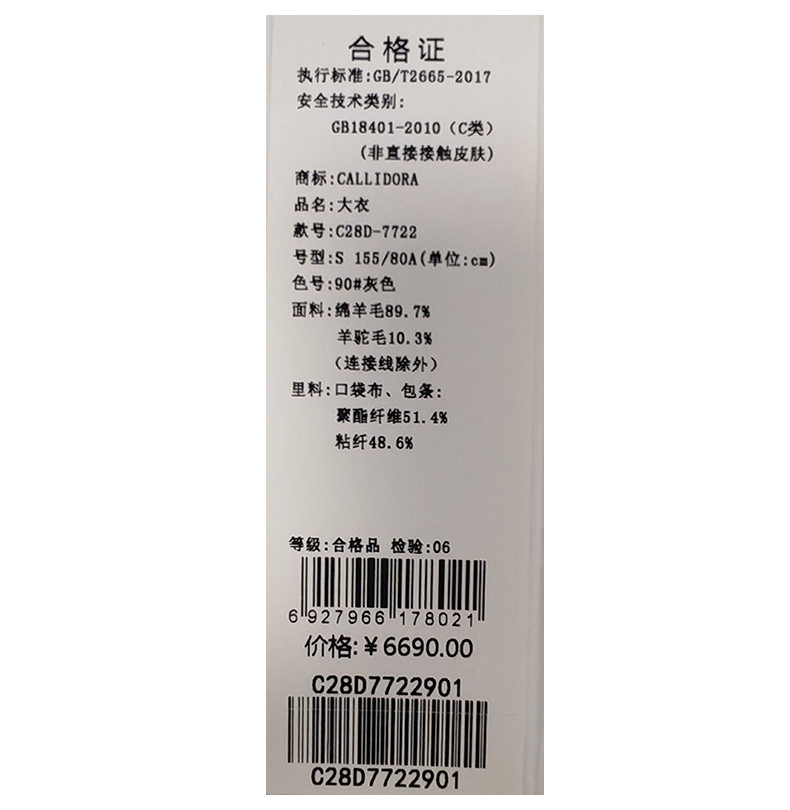 合格证
执行标准:GB/T2665-2017
安全技术类别:
GB18401-2010（C类）
(非直接接触皮肤)
商标:CALLIDORA
品名:大衣
款号:C28D-7722
号型:S 155/80A(单位:cm)
色号:90#灰色
面料:绵羊毛89.7%
羊驼毛10.3%
（连接线除外）
里料:口袋布、包条:
聚酯纤维51.4%
粘纤48.6%
等级:合格品 检验:06
6 927966 178021
价格:￥6690.00
C28D7722901
C28D7722901